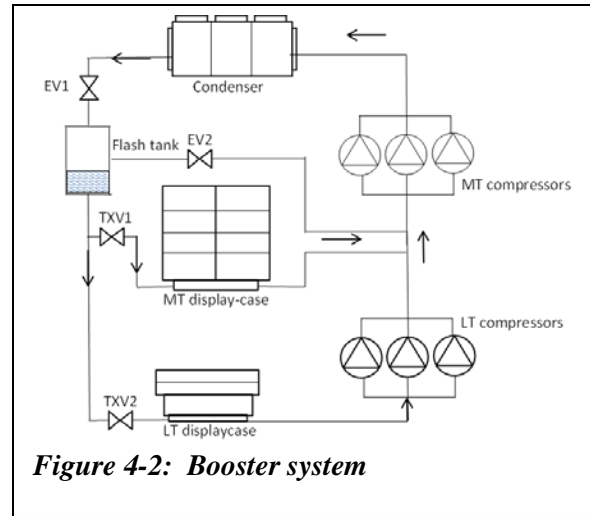 Condenser
EV1
Flash tank
EV2
MT compressors
TXV1
MT display-case
LT compressors
TXV2
LT displaycase
Figure 4-2: Booster system